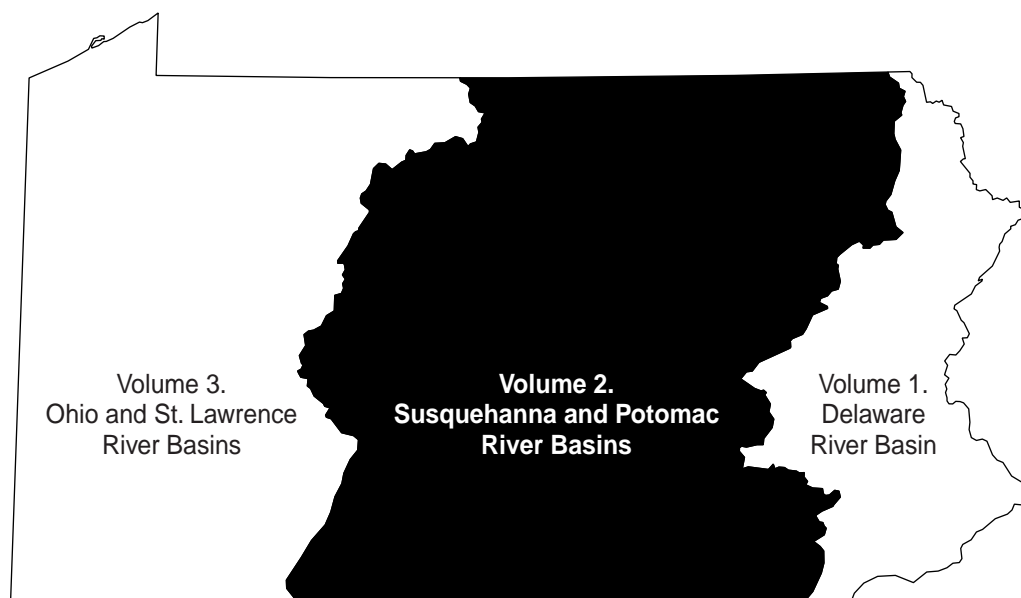 Volume 3.
Ohio and St. Lawrence
River Basins
Volume 2.
Susquehanna and Potomac
River Basins
Volume 1.
Delaware
River Basin